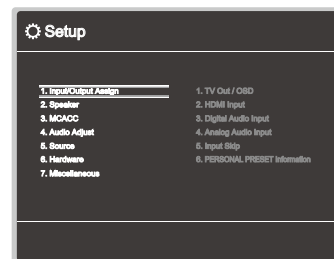 Setup
1. Input/Output Assign
2. Speaker
3. MCACC
4. Audio Adjust
5. Source
6. Hardware
7. Miscellaneous
1. TV Out / OSD
2. HDMI Input
3. Digital Audio Input
4. Analog Audio Input
5. Input Skip
6. PERSONAL PRESET Information